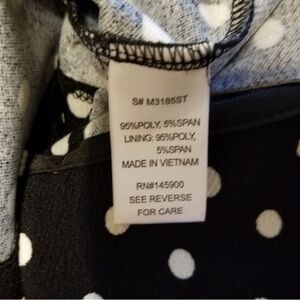 S# M3185ST
95%POLY, 5%SPAN
LINING: 95%POLY,
5%SPAN
MADE IN VIETNAM
RN#145900
SEE REVERSE
FOR CARE